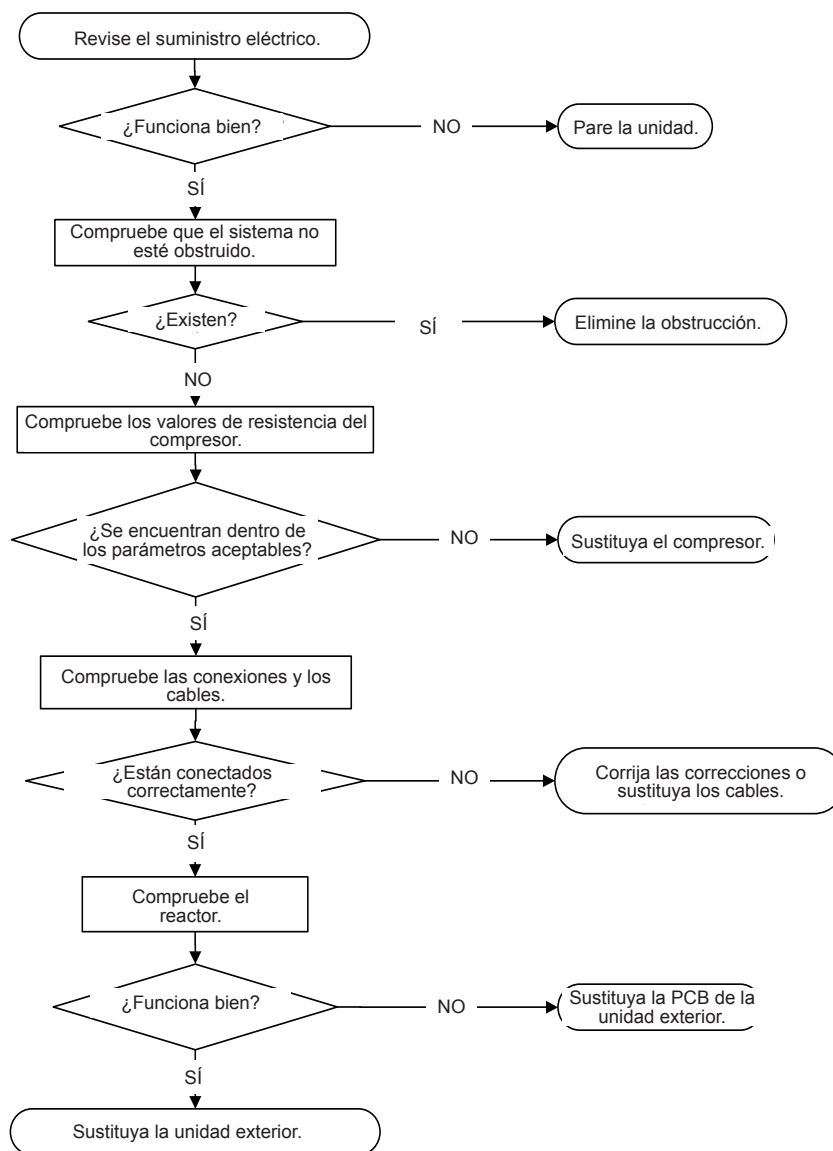 Revise el suministro eléctrico.
¿Funciona bien?
NO
Pare la unidad.
SÍ
Compruebe que el sistema no
esté obstruido.
¿Existen?
SÍ
Elimine la obstrucción.
NO
Compruebe los valores de resistencia del
compresor.
¿Se encuentran dentro de
los parámetros aceptables?
NO
Sustituya el compresor.
SÍ
Compruebe las conexiones y los
cables.
¿Están conectados
correctamente?
NO
Corrija las correcciones o
sustituya los cables.
SÍ
Compruebe el
reactor.
¿Funciona bien?
NO
Sustituya la PCB de la
unidad exterior.
SÍ
Sustituya la unidad exterior.